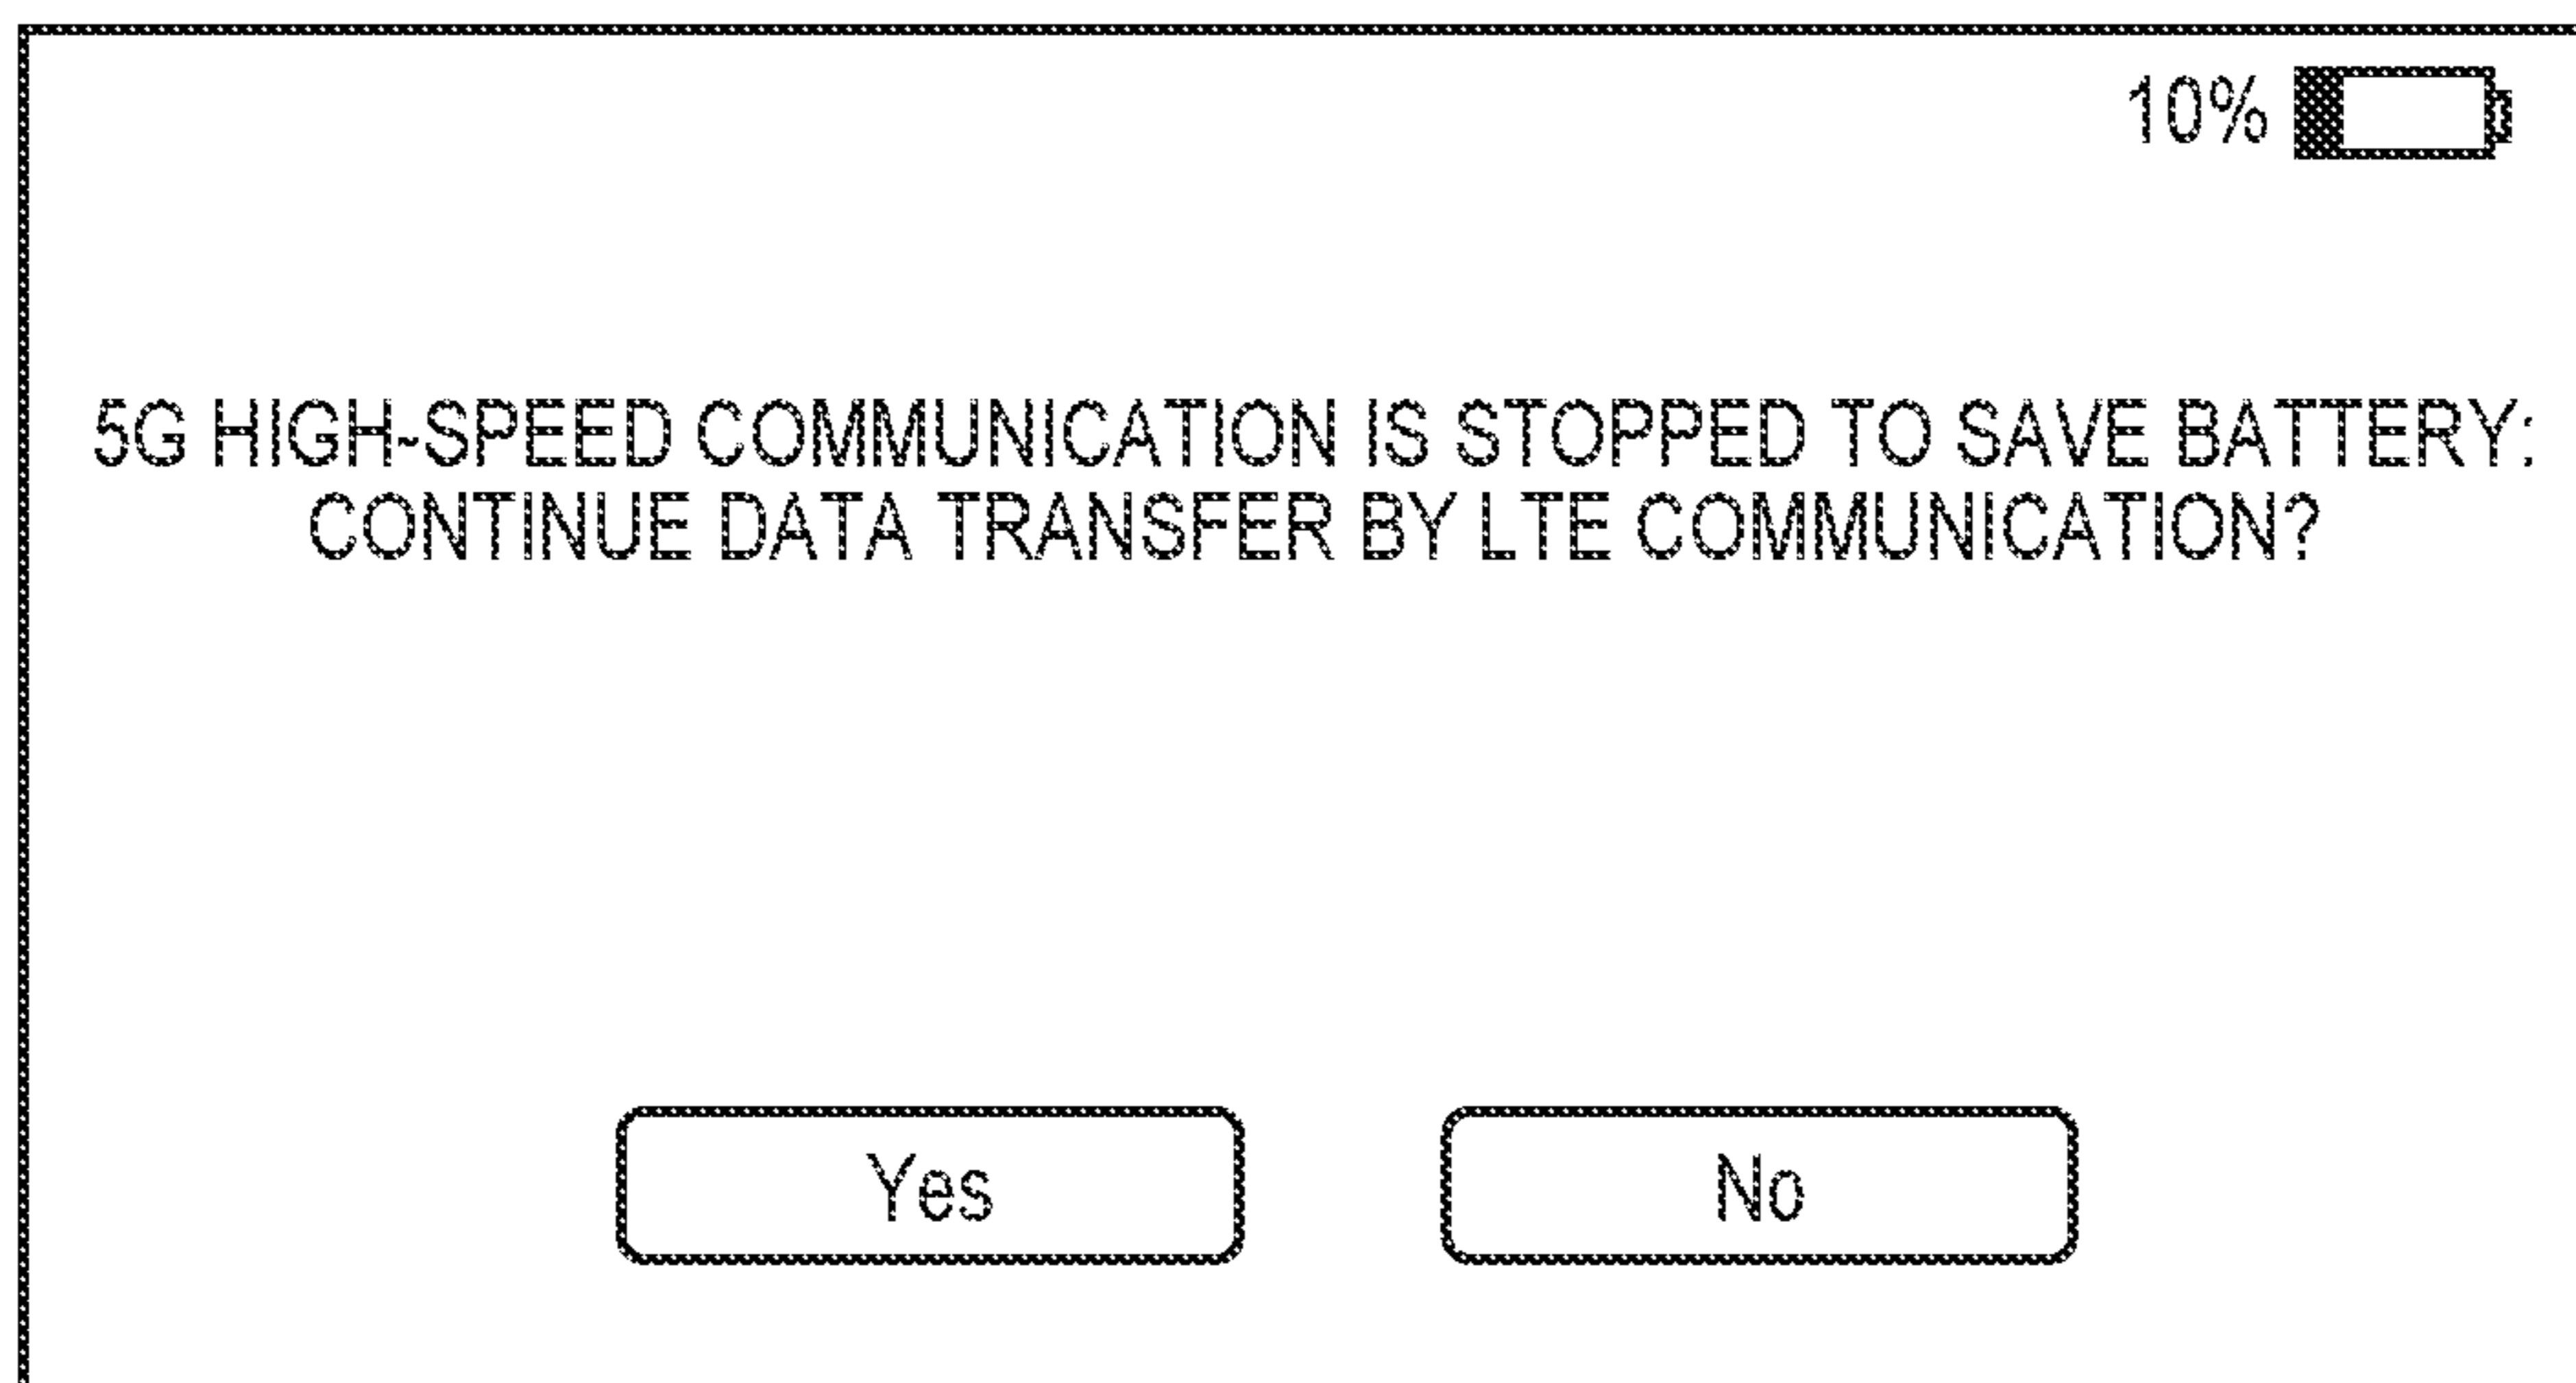 10%
5G HIGH-SPEED COMMUNICATION IS STOPPED TO SAVE BATTERY:
CONTINUE DATA TRANSFER BY LTE COMMUNICATION?
Yes
No